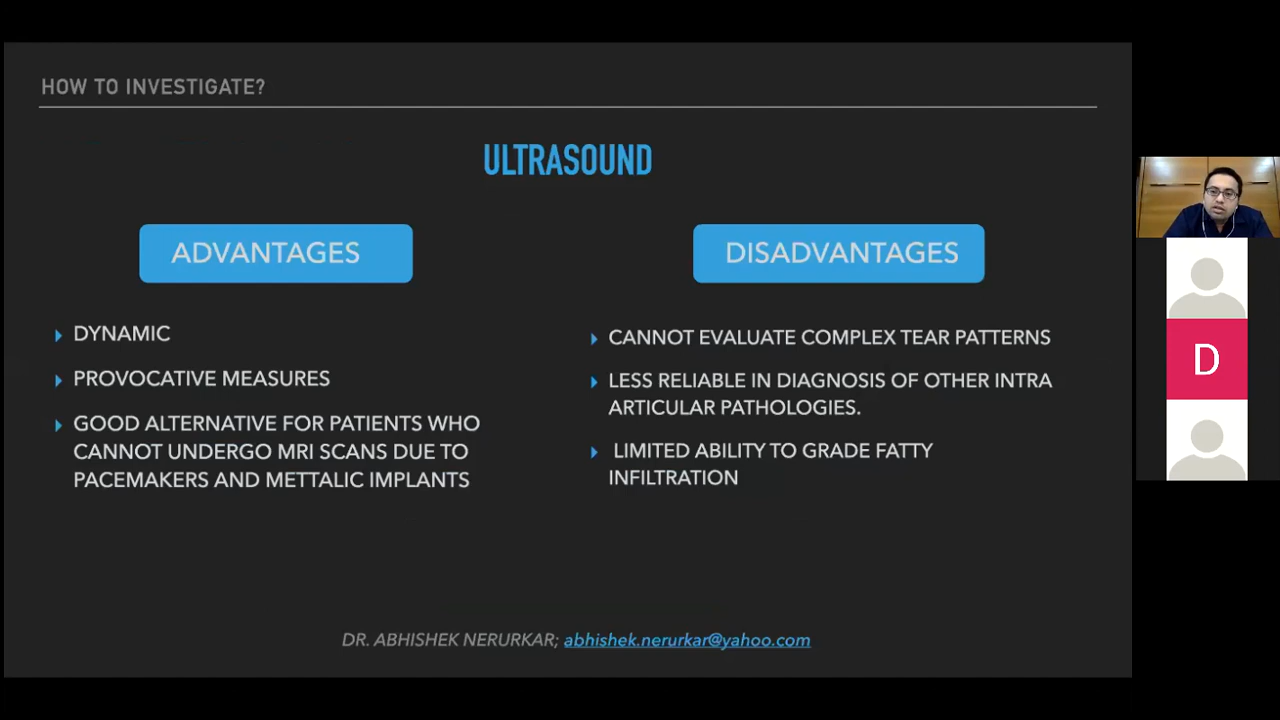 HOW TO INVESTIGATE?
ULTRASOUND
ADVANTAGES
DYNAMIC
PROVOCATIVE MEASURES
GOOD ALTERNATIVE FOR PATIENTS WHO
CANNOT UNDERGO MRI SCANS DUE TO
PACEMAKERS AND METTALIC IMPLANTS
DISADVANTAGES
CANNOT EVALUATE COMPLEX TEAR PATTERNS
LESS RELIABLE IN DIAGNOSIS OF OTHER INTRA
ARTICULAR PATHOLOGIES.
LIMITED ABILITY TO GRADE FATTY
INFILTRATION
DR. ABHISHEK NERURKAR; abhishek.nerurkar@yahoo.com
D